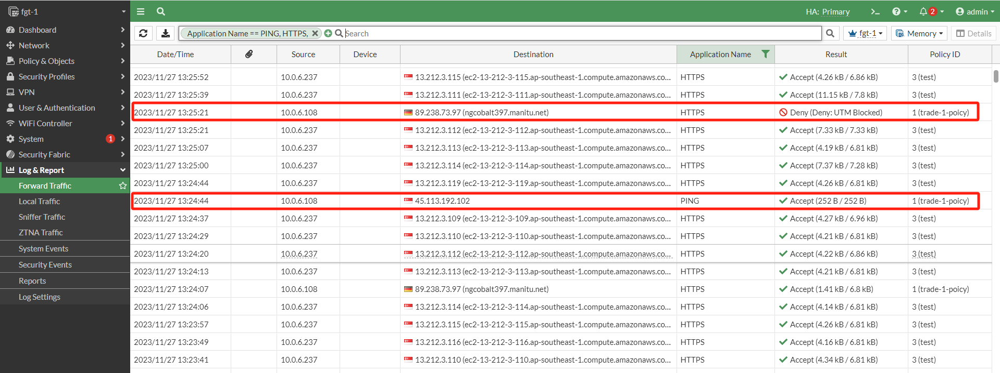 fgt-1
HA: Primary
2
admin
Dashboard
Network
Policy & Objects
Security Profiles
VPN
User & Authentication
WiFi Controller
System 1
Security Fabric
Log & Report
Forward Traffic
Local Traffic
Sniffer Traffic
ZTNA Traffic
System Events
Security Events
Reports
Log Settings
Application Name == PING, HTTPS, Search fgt-1 Memory Details
Date/Time Source Device Destination Application Name Result Policy ID
2023/11/27 13:25:52 10.0.6.237 13.212.3.115 (ec2-13-212-3-115.ap-southeast-1.compute.amazonaws.co... HTTPS Accept (4.26 kB / 6.86 kB) 3 (test)
2023/11/27 13:25:39 10.0.6.237 13.212.3.111 (ec2-13-212-3-111.ap-southeast-1.compute.amazonaws.co... HTTPS Accept (11.15 kB / 7.8 kB) 3 (test)
2023/11/27 13:25:21 10.0.6.108 89.238.73.97 (ngcobalt397.manitu.net) HTTPS Deny (Deny: UTM Blocked) 1 (trade-1-poicy)
2023/11/27 13:25:21 10.0.6.237 13.212.3.112 (ec2-13-212-3-112.ap-southeast-1.compute.amazonaws.co... HTTPS Accept (7.33 kB / 7.33 kB) 3 (test)
2023/11/27 13:25:07 10.0.6.237 13.212.3.113 (ec2-13-212-3-113.ap-southeast-1.compute.amazonaws.co... HTTPS Accept (4.19 kB / 6.81 kB) 3 (test)
2023/11/27 13:25:00 10.0.6.237 13.212.3.114 (ec2-13-212-3-114.ap-southeast-1.compute.amazonaws.co... HTTPS Accept (7.37 kB / 7.28 kB) 3 (test)
2023/11/27 13:24:44 10.0.6.237 13.212.3.119 (ec2-13-212-3-119.ap-southeast-1.compute.amazonaws.co... HTTPS Accept (4.26 kB / 6.81 kB) 3 (test)
2023/11/27 13:24:44 10.0.6.108 45.113.192.102 PING Accept (252 B / 252 B) 1 (trade-1-poicy)
2023/11/27 13:24:37 10.0.6.237 13.212.3.109 (ec2-13-212-3-109.ap-southeast-1.compute.amazonaws.co... HTTPS Accept (4.27 kB / 6.96 kB) 3 (test)
2023/11/27 13:24:29 10.0.6.237 13.212.3.110 (ec2-13-212-3-110.ap-southeast-1.compute.amazonaws.co... HTTPS Accept (4.21 kB / 6.81 kB) 3 (test)
2023/11/27 13:24:20 10.0.6.237 13.212.3.112 (ec2-13-212-3-112.ap-southeast-1.compute.amazonaws.co... HTTPS Accept (4.22 kB / 6.86 kB) 3 (test)
2023/11/27 13:24:13 10.0.6.237 13.212.3.113 (ec2-13-212-3-113.ap-southeast-1.compute.amazonaws.co... HTTPS Accept (4.21 kB / 6.81 kB) 3 (test)
2023/11/27 13:24:07 10.0.6.108 89.238.73.97 (ngcobalt397.manitu.net) HTTPS Accept (1.41 kB / 6.8 kB) 1 (trade-1-poicy)
2023/11/27 13:24:06 10.0.6.237 13.212.3.114 (ec2-13-212-3-114.ap-southeast-1.compute.amazonaws.co... HTTPS Accept (4.14 kB / 6.81 kB) 3 (test)
2023/11/27 13:23:57 10.0.6.237 13.212.3.115 (ec2-13-212-3-115.ap-southeast-1.compute.amazonaws.co... HTTPS Accept (4.26 kB / 6.81 kB) 3 (test)
2023/11/27 13:23:49 10.0.6.237 13.212.3.116 (ec2-13-212-3-116.ap-southeast-1.compute.amazonaws.co... HTTPS Accept (4.16 kB / 6.81 kB) 3 (test)
2023/11/27 13:23:41 10.0.6.237 13.212.3.110 (ec2-13-212-3-110.ap-southeast-1.compute.amazonaws.co... HTTPS Accept (4.34 kB / 6.81 kB) 3 (test)